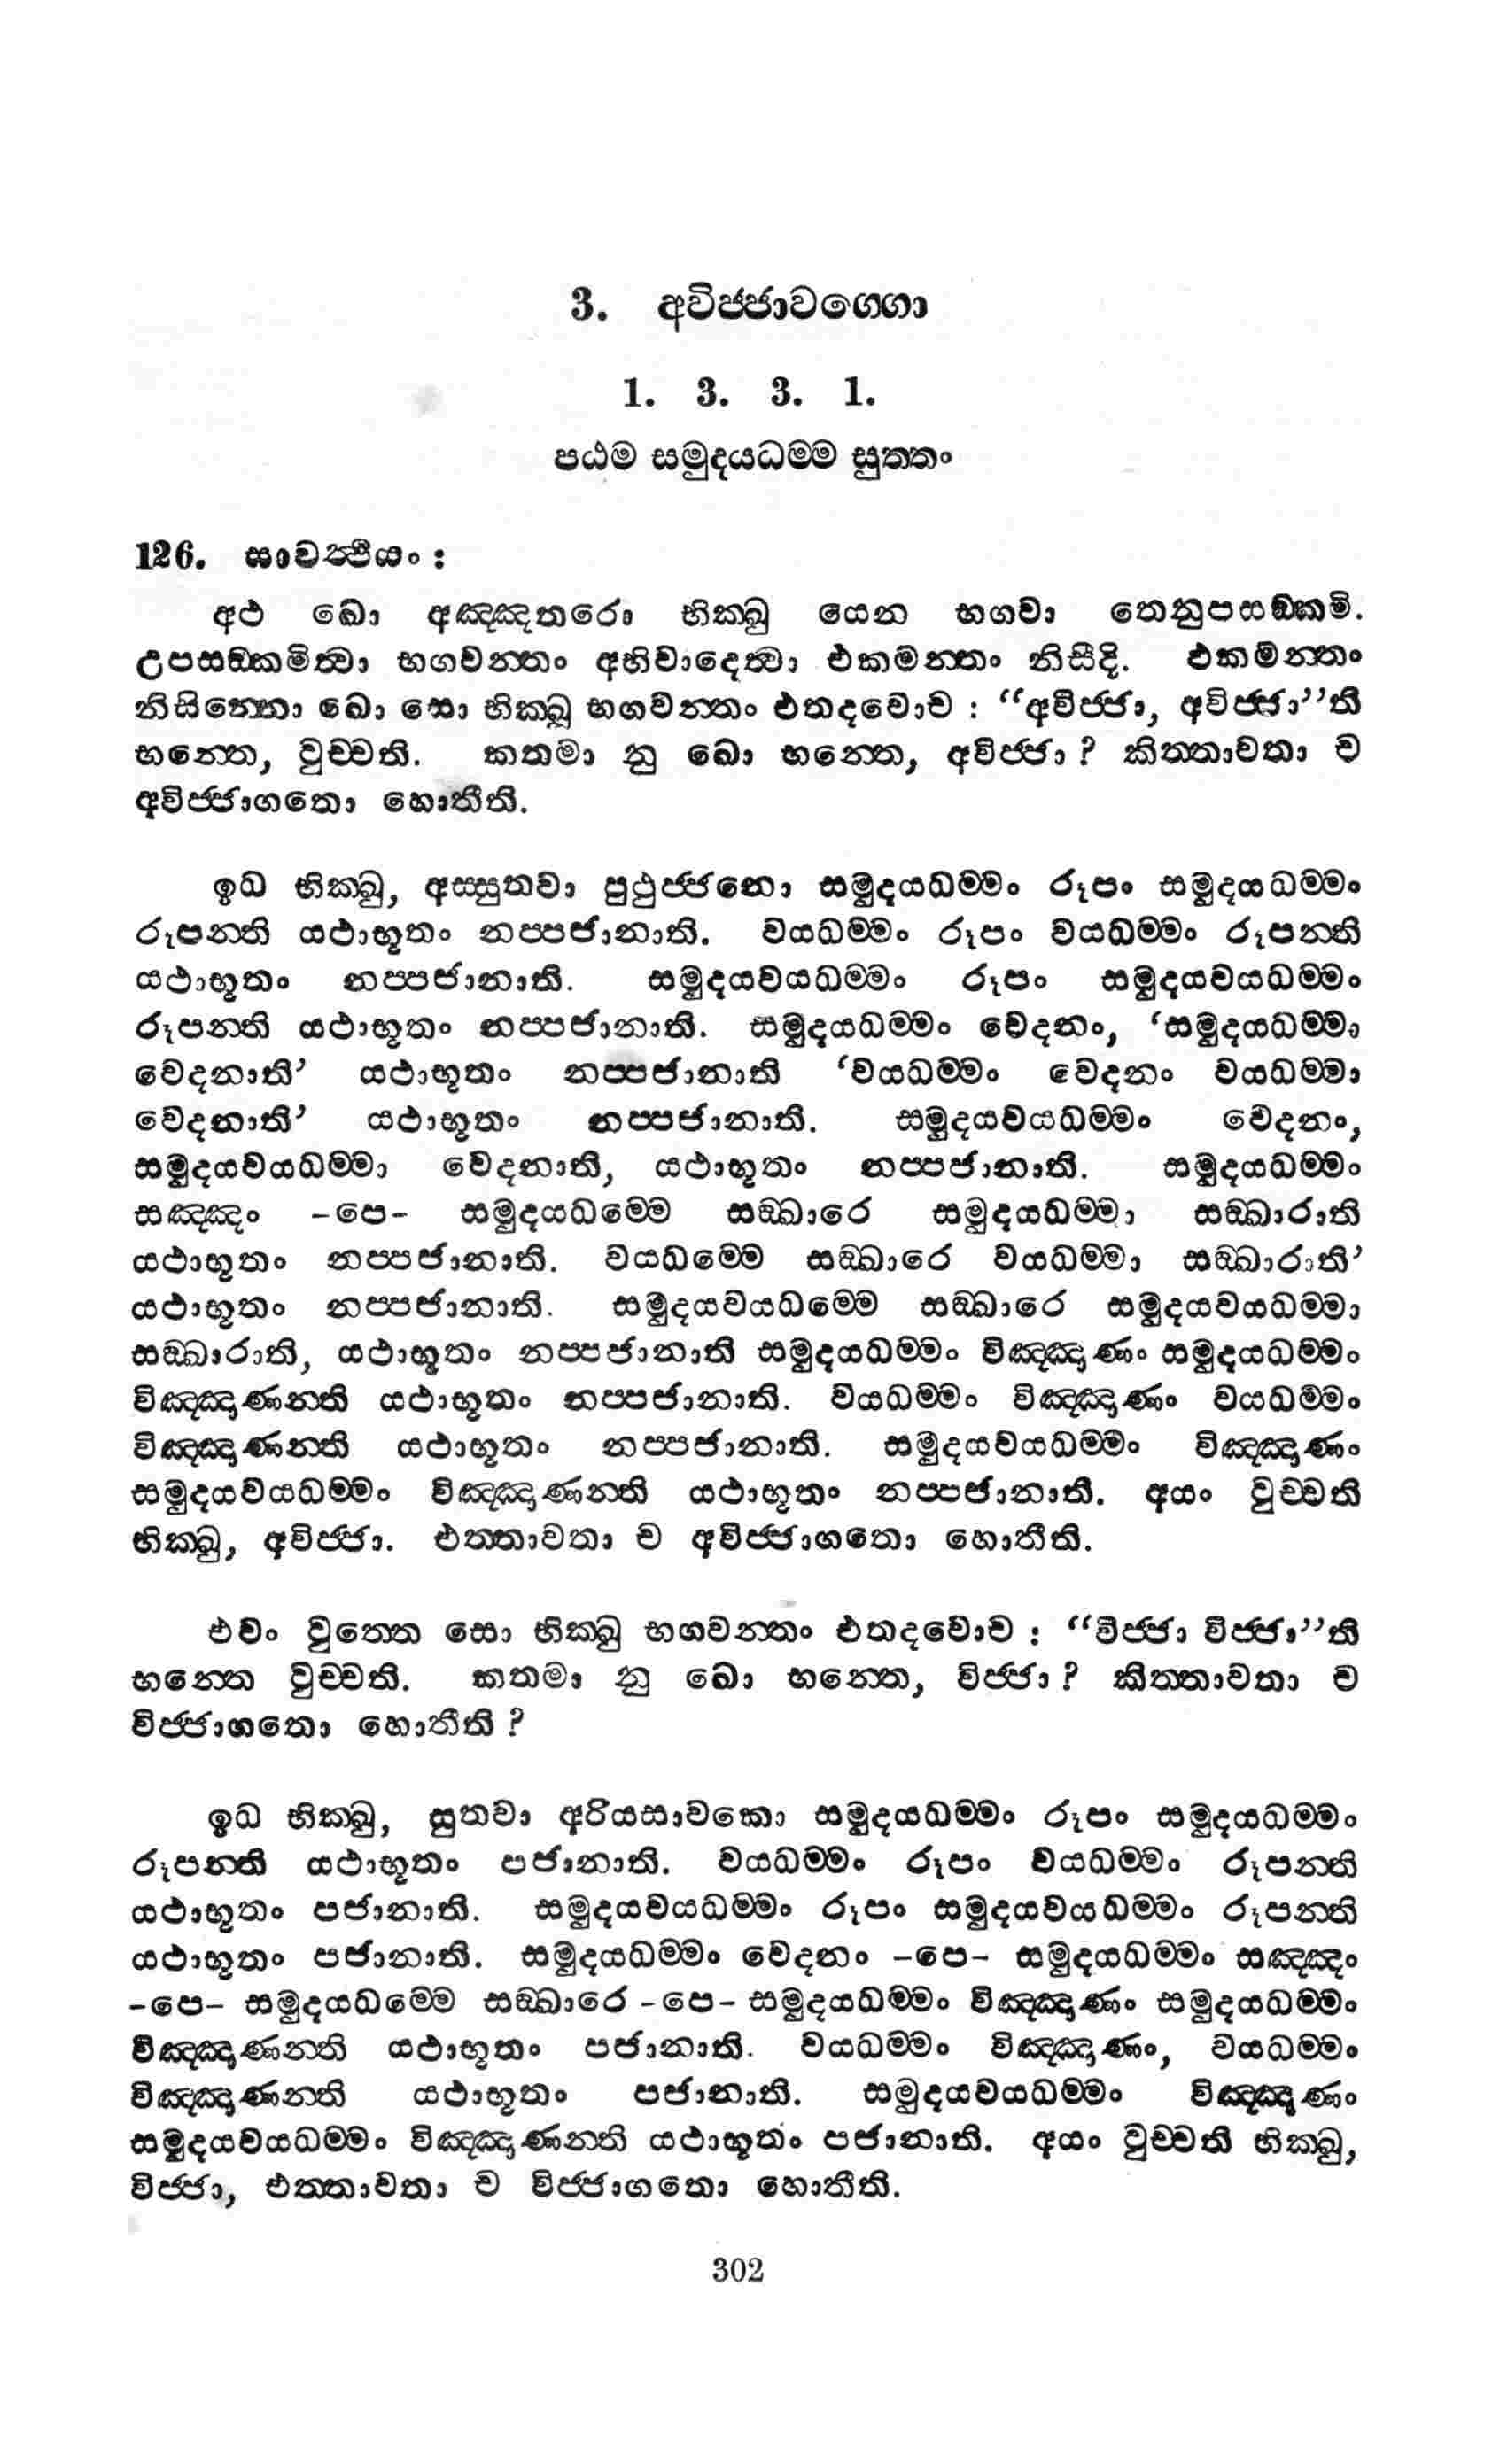 3. අවිජ්ජාවග්ගො
1. 3. 3. 1.
පඨම සමුදයධම්ම සුත්තං
126. සාවත්ථියං :
අථ ඛො අඤ්ඤතරො භික්ඛු යෙන භගවා තෙනුපසඞ්කමි.
උපසඞ්කමිත්වා භගවන්තං අභිවාදෙත්වා එකමන්තං නිසීදි. එකමන්තං
නිසින්නො ඛො සො භික්ඛු භගවන්තං එතදවොච : “අවිජ්ජා, අවිජ්ජා”ති
භන්තෙ, වුච්චති. කතමා නු ඛො භන්තෙ, අවිජ්ජා ? කිත්තාවතා ච
අවිජ්ජාගතො හොතීති.
ඉධ භික්ඛු, අස්සුතවා පුථුජ්ජනො සමුදයධම්මං රූපං සමුදයධම්මං
රූපන්ති යථාභූතං නප්පජානාති. වයධම්මං රූපං වයධම්මං රූපන්ති
යථාභූතං නප්පජානාති. සමුදයවයධම්මං රූපං සමුදයවයධම්මං
රූපන්ති යථාභූතං නප්පජානාති. සමුදයධම්මං වෙදනං, ‘සමුදයධම්මා
වෙදනාති’ යථාභූතං නප්පජානාති ‘වයධම්මං වෙදනං වයධම්මා
වෙදනාති’ යථාභූතං නප්පජානාති. සමුදයවයධම්මං වෙදනං,
සමුදයවයධම්මා වෙදනාති, යථාභූතං නප්පජානාති. සමුදයධම්මං
සඤ්ඤං -පෙ- සමුදයධම්මෙ සඞ්ඛාරෙ සමුදයධම්මා සඞ්ඛාරාති
යථාභූතං නප්පජානාති. වයධම්මෙ සඞ්ඛාරෙ වයධම්මා සඞ්ඛාරාති’
යථාභූතං නප්පජානාති. සමුදයවයධම්මෙ සඞ්ඛාරෙ සමුදයවයධම්මා
සඞ්ඛාරාති, යථාභූතං නප්පජානාති සමුදයධම්මං විඤ්ඤාණං සමුදයධම්මං
විඤ්ඤාණන්ති යථාභූතං නප්පජානාති. වයධම්මං විඤ්ඤාණං වයධම්මං
විඤ්ඤාණන්ති යථාභූතං නප්පජානාති. සමුදයවයධම්මං විඤ්ඤාණං
සමුදයවයධම්මං විඤ්ඤාණන්ති යථාභූතං නප්පජානාති. අයං වුච්චති
භික්ඛු, අවිජ්ජා. එත්තාවතා ච අවිජ්ජාගතො හොතීති.
එවං වුත්තෙ සො භික්ඛු භගවන්තං එතදවොච : “විජ්ජා විජ්ජා”ති
භන්තෙ වුච්චති. කතමා නු ඛො භන්තෙ, විජ්ජා ? කිත්තාවතා ච
විජ්ජාගතො හොතීති ?
ඉධ භික්ඛු, සුතවා අරියසාවකො සමුදයධම්මං රූපං සමුදයධම්මං
රූපන්ති යථාභූතං පජානාති. වයධම්මං රූපං වයධම්මං රූපන්ති
යථාභූතං පජානාති. සමුදයවයධම්මං රූපං සමුදයවයධම්මං රූපන්ති
යථාභූතං පජානාති. සමුදයධම්මං වෙදනං -පෙ- සමුදයධම්මං සඤ්ඤං
-පෙ- සමුදයධම්මෙ සඞ්ඛාරෙ -පෙ- සමුදයධම්මං විඤ්ඤාණං සමුදයධම්මං
විඤ්ඤාණන්ති යථාභූතං පජානාති. වයධම්මං විඤ්ඤාණං, වයධම්මං
විඤ්ඤාණන්ති යථාභූතං පජානාති. සමුදයවයධම්මං විඤ්ඤාණං
සමුදයවයධම්මං විඤ්ඤාණන්ති යථාභූතං පජානාති. අයං වුච්චති භික්ඛු,
විජ්ජා, එත්තාවතා ච විජ්ජාගතො හොතීති.
302